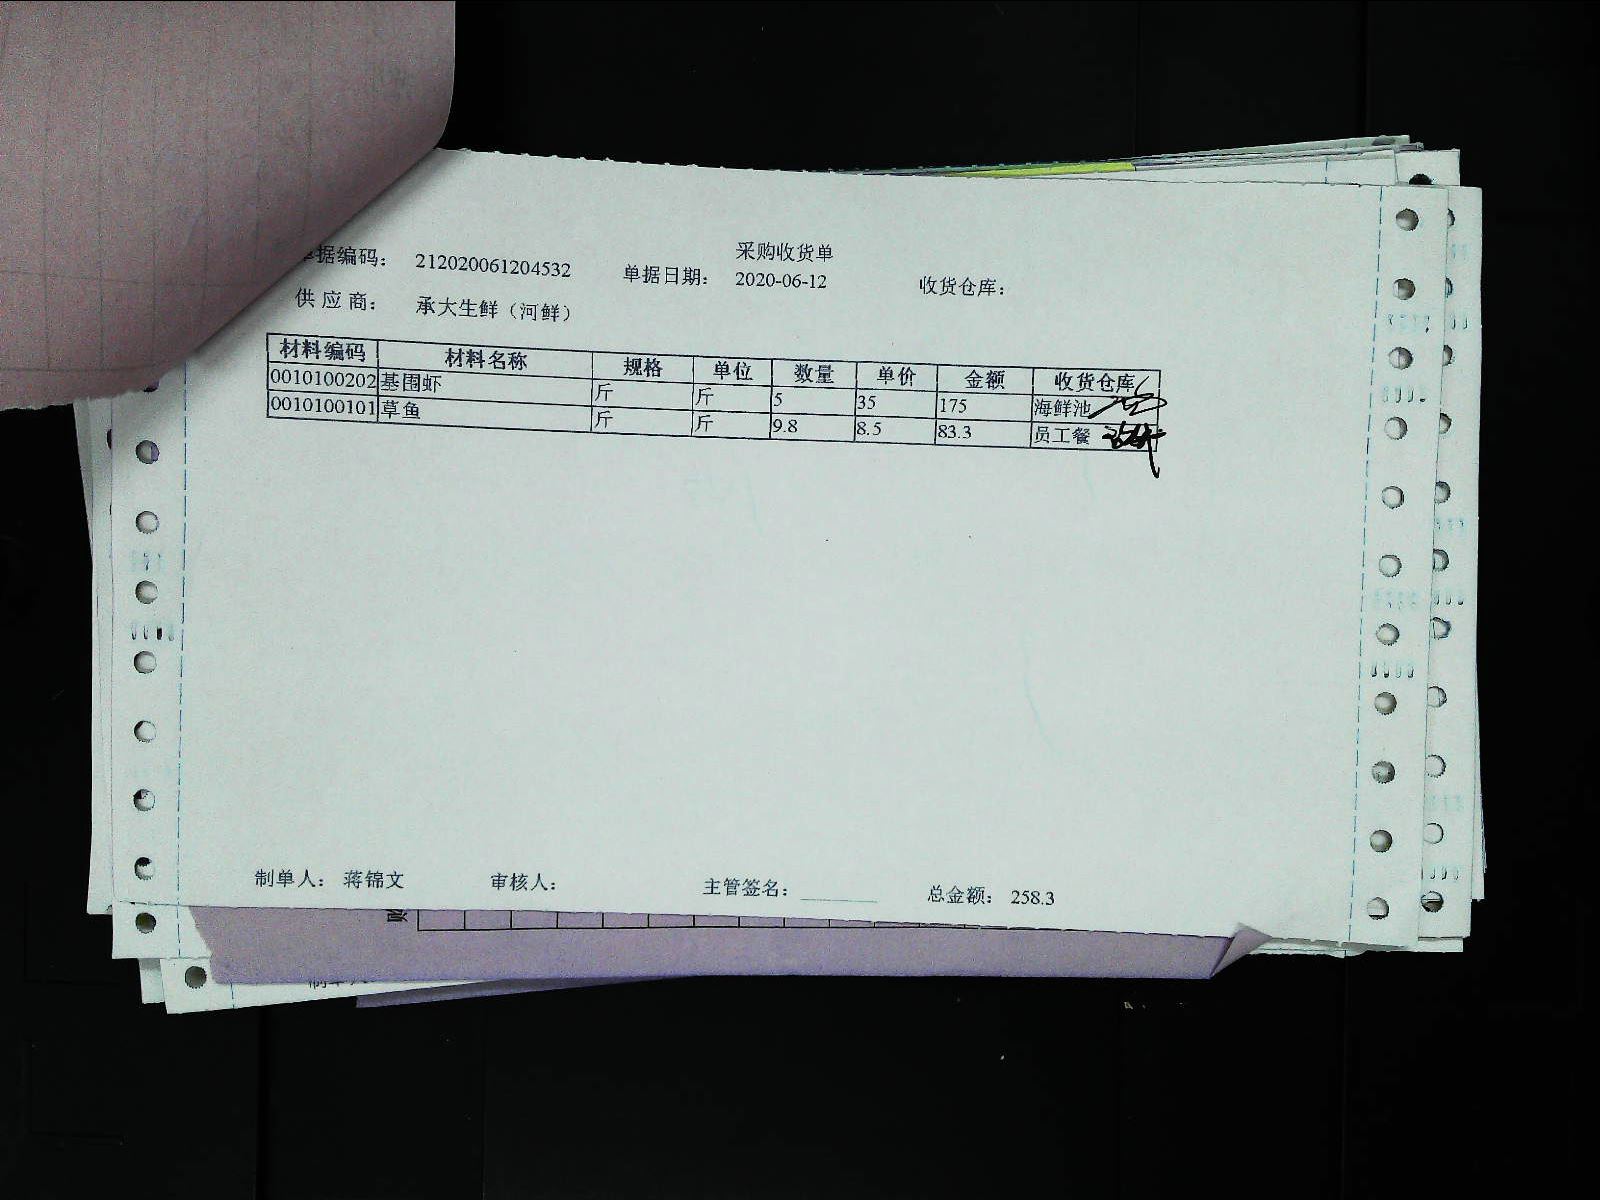 采购收货单
单据编码： 212020061204532 单据日期： 2020-06-12 收货仓库：
供 应 商： 承大生鲜（河鲜）
材料编码 材料名称 规格 单位 数量 单价 金额 收货仓库
0010100202 基围虾 斤 斤 5 35 175 海鲜池
0010100101 草鱼 斤 斤 9.8 8.5 83.3 员工餐
制单人： 蒋锦文 审核人： 主管签名： 总金额： 258.3